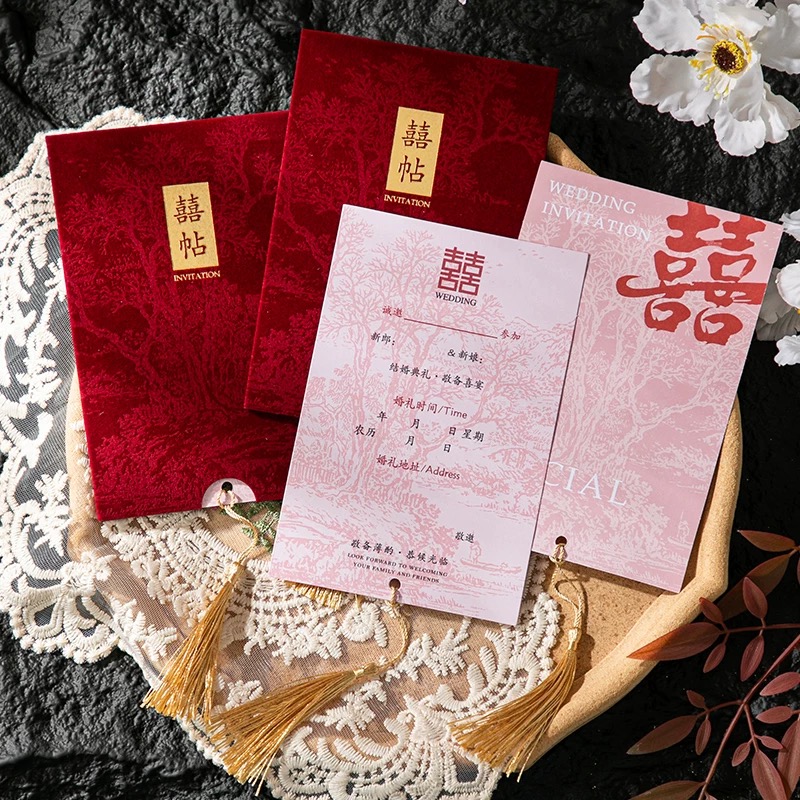 囍
帖
INVITATION
囍
帖
INVITATION
囍
WEDDING
诚邀 参加
新郎: & 新娘:
结婚典礼·敬备喜宴
婚礼时间/Time
年 月 日 星期
农历 月 日
婚礼地址/Address
敬邀
敬备薄酌·恭候光临
LOOK FORWARD TO WELCOMING
YOUR FAMILY AND FRIENDS
WEDDING
INVITATION
囍
CIAL